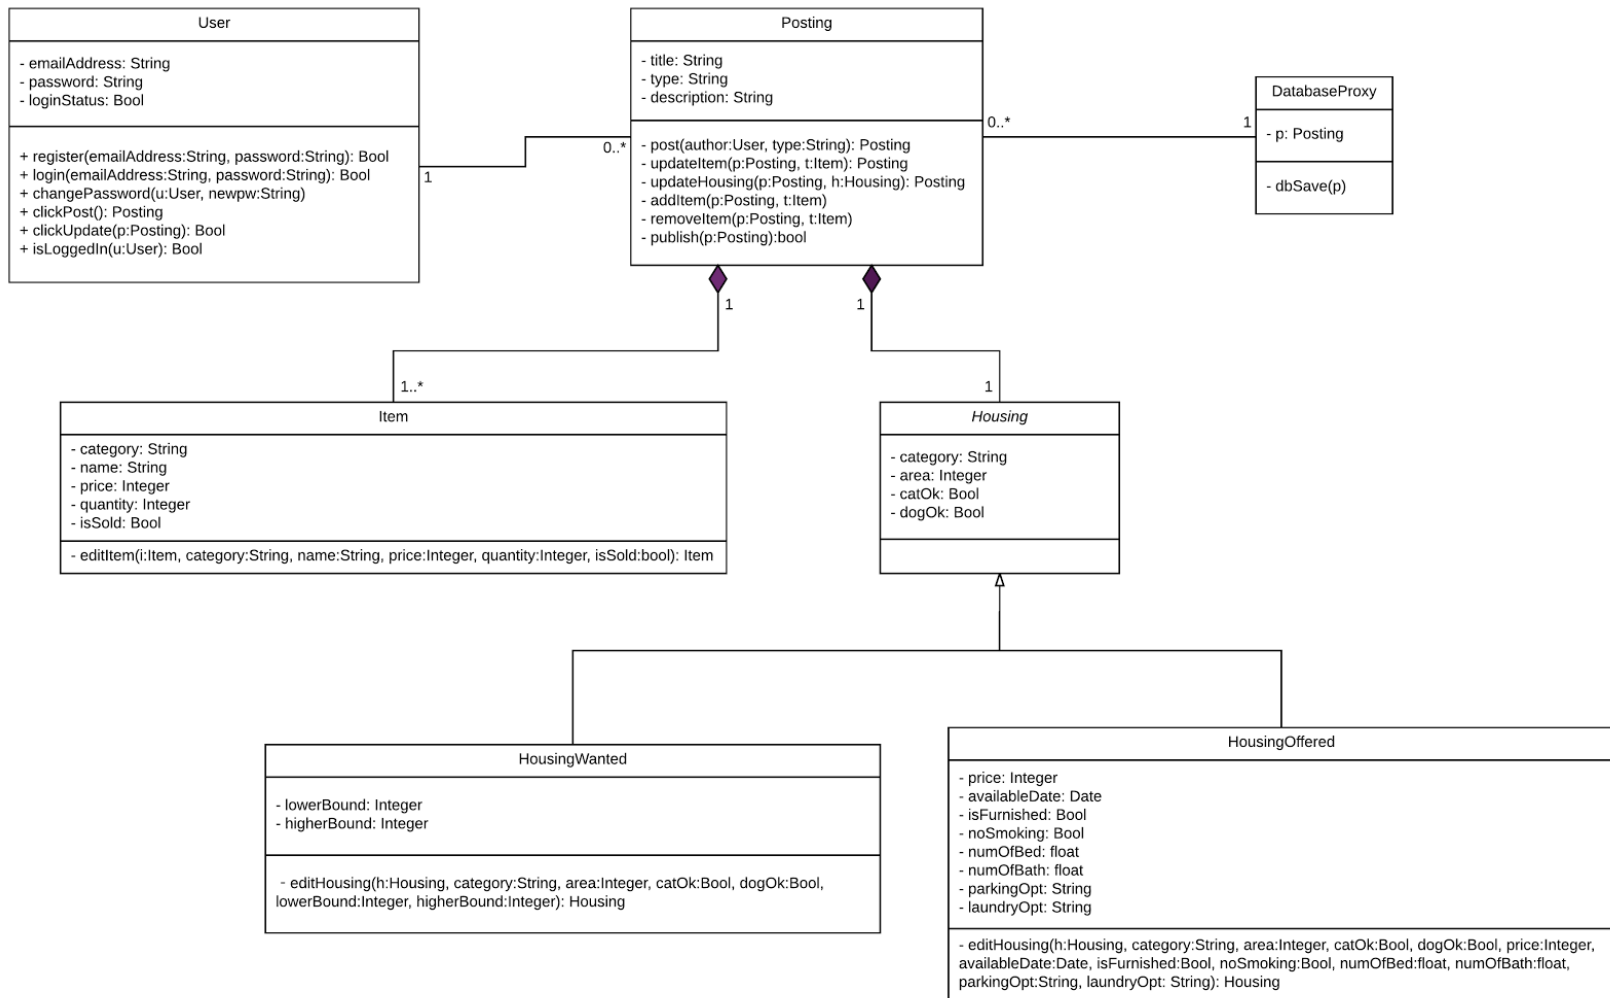 User
- emailAddress: String
- password: String
- loginStatus: Bool
+ register(emailAddress:String, password:String): Bool
+ login(emailAddress:String, password:String): Bool
+ changePassword(u:User, newpw:String)
+ clickPost(): Posting
+ clickUpdate(p:Posting): Bool
+ isLoggedIn(u:User): Bool
1
0..*
Posting
- title: String
- type: String
- description: String
- post(author:User, type:String): Posting
- updateItem(p:Posting, t:Item): Posting
- updateHousing(p:Posting, h:Housing): Posting
- addItem(p:Posting, t:Item)
- removeItem(p:Posting, t:Item)
- publish(p:Posting):bool
0..*
1
DatabaseProxy
- p: Posting
- dbSave(p)
1
1
1..*
1
Item
- category: String
- name: String
- price: Integer
- quantity: Integer
- isSold: Bool
- editItem(i:Item, category:String, name:String, price:Integer, quantity:Integer, isSold:bool): Item
Housing
- category: String
- area: Integer
- catOk: Bool
- dogOk: Bool
HousingWanted
- lowerBound: Integer
- higherBound: Integer
- editHousing(h:Housing, category:String, area:Integer, catOk:Bool, dogOk:Bool,
lowerBound:Integer, higherBound:Integer): Housing
HousingOffered
- price: Integer
- availableDate: Date
- isFurnished: Bool
- noSmoking: Bool
- numOfBed: float
- numOfBath: float
- parkingOpt: String
- laundryOpt: String
- editHousing(h:Housing, category:String, area:Integer, catOk:Bool, dogOk:Bool, price:Integer,
availableDate:Date, isFurnished:Bool, noSmoking:Bool, numOfBed:float, numOfBath:float,
parkingOpt:String, laundryOpt: String): Housing